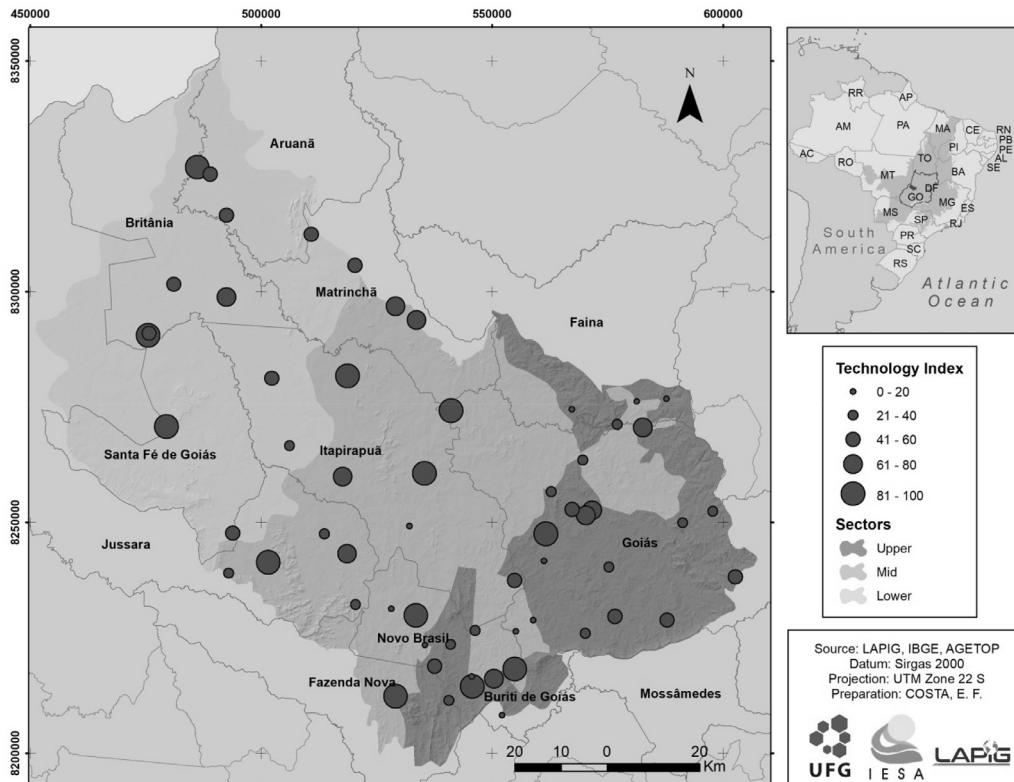 450000
500000
550000
600000
8350000
8300000
8250000
8200000
N
Aruanã
Britânia
Matrinchã
Faina
Santa Fé de Goiás
Itapirapuã
Jussara
Goiás
Novo Brasil
Fazenda Nova
Buriti de Goiás
Mossâmedes
20 10 0 20
Km
RR
AP
AM
PA
MA
CE
RN
PB
PE
AL
SE
PI
AC
RO
TO
BA
MT
DF
GO
MG
ES
MS
SP
RJ
PR
SC
RS
South
America
Atlantic
Ocean
Technology Index
0 - 20
21 - 40
41 - 60
61 - 80
81 - 100
Sectors
Upper
Mid
Lower
Source: LAPIG, IBGE, AGETOP
Datum: Sirgas 2000
Projection: UTM Zone 22 S
Preparation: COSTA, E. F.
UFG
IESA
LAPIG